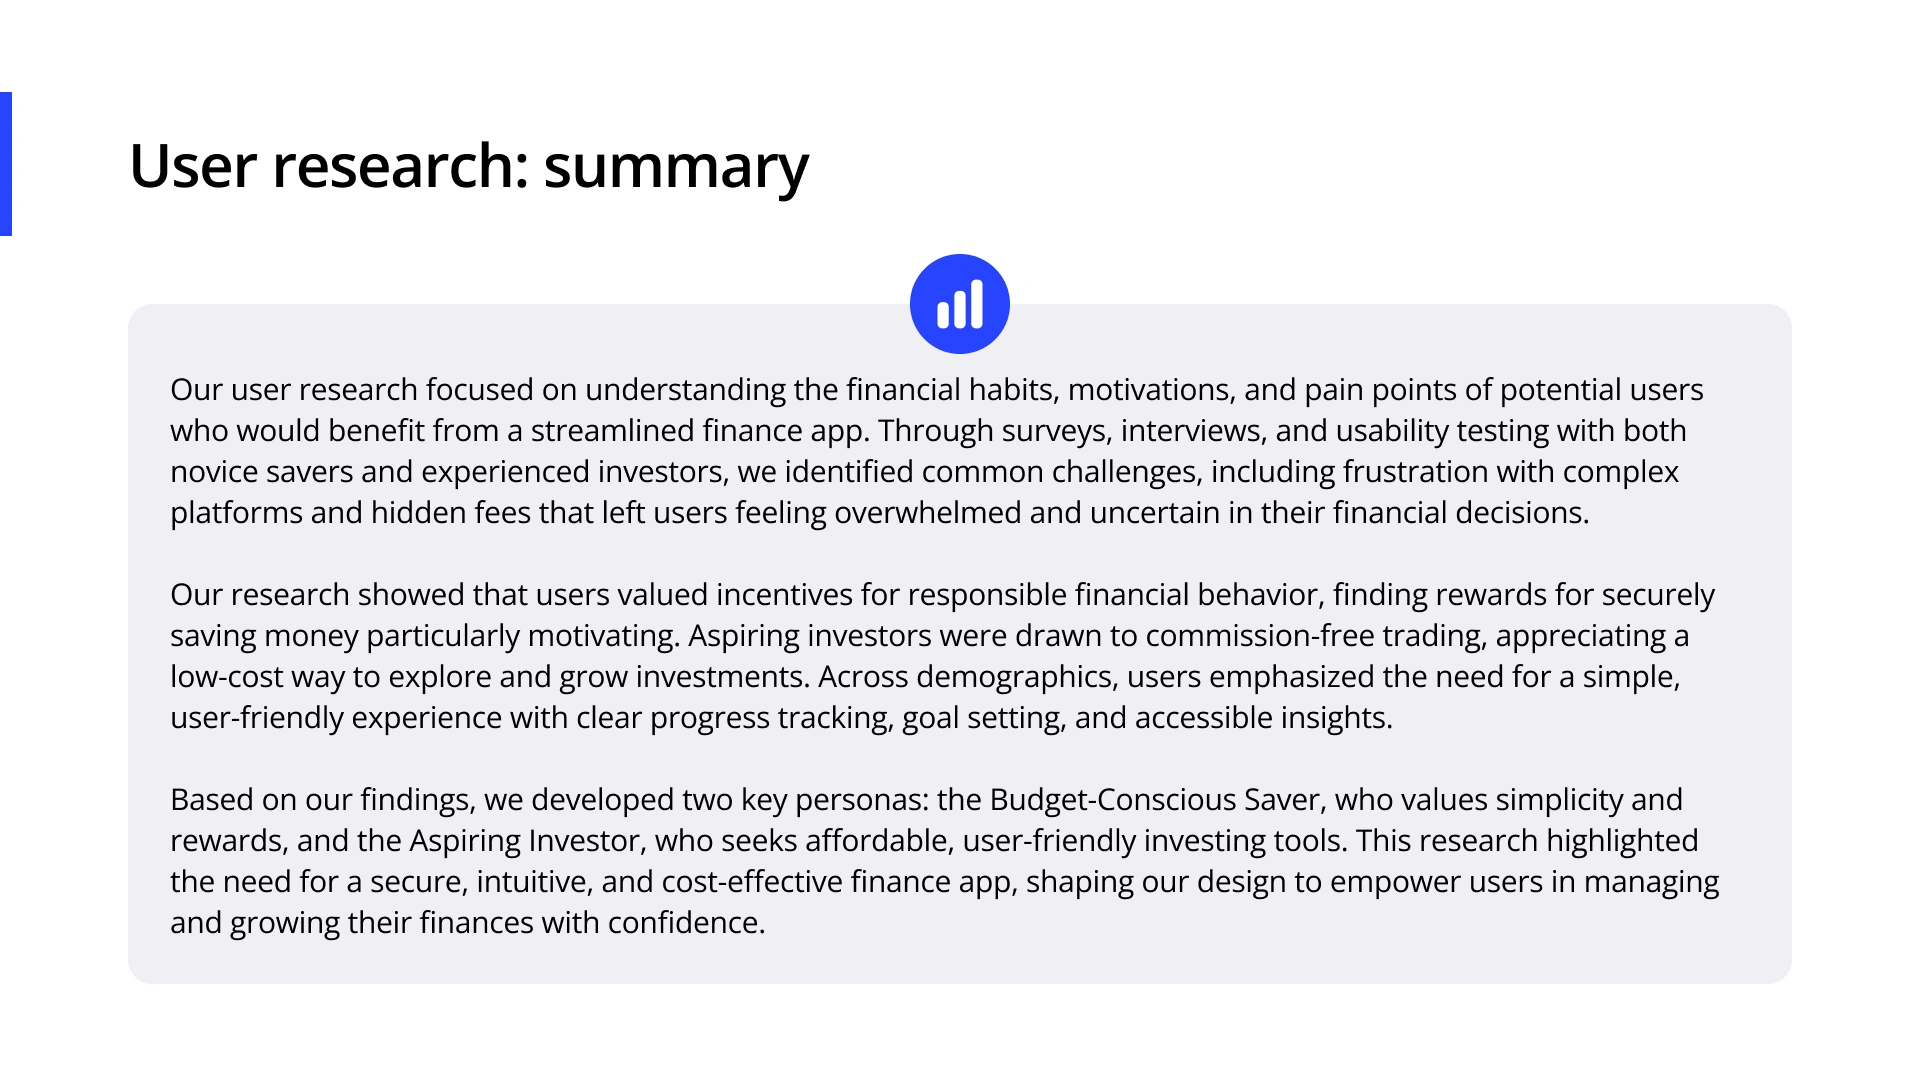 User research: summary
Our user research focused on understanding the financial habits, motivations, and pain points of potential users
who would benefit from a streamlined finance app. Through surveys, interviews, and usability testing with both
novice savers and experienced investors, we identified common challenges, including frustration with complex
platforms and hidden fees that left users feeling overwhelmed and uncertain in their financial decisions.
Our research showed that users valued incentives for responsible financial behavior, finding rewards for securely
saving money particularly motivating. Aspiring investors were drawn to commission-free trading, appreciating a
low-cost way to explore and grow investments. Across demographics, users emphasized the need for a simple,
user-friendly experience with clear progress tracking, goal setting, and accessible insights.
Based on our findings, we developed two key personas: the Budget-Conscious Saver, who values simplicity and
rewards, and the Aspiring Investor, who seeks affordable, user-friendly investing tools. This research highlighted
the need for a secure, intuitive, and cost-effective finance app, shaping our design to empower users in managing
and growing their finances with confidence.